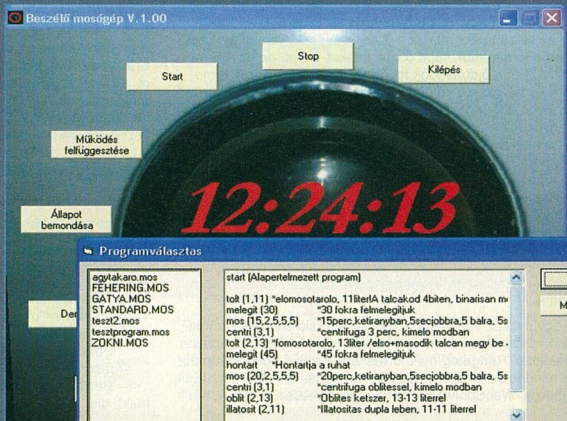 Beszélő mosógép V.1.00
Stop
Start
Kilépés
Működés
felfüggesztése
12:24:13
Állapot
bemondása
Programválasztas
agytakaro.mos
FEHERING.MOS
GATYA.MOS
STANDARD.MOS
teszt2.mos
tesztprogram.mos
ZOKNI.MOS
start (Alapertelmezett program)
tolt (1,11) *elomosotarolo, 11literlA talcakod 4biten, binarisan m
melegit (30) *30 fokra felmelegitjuk
mos (15,2,5,5,5) *15perc,ketiranyban,5secjobbra,5 balra, 5s
centri (3,1) *centrifuga 3 perc, kimelo modban
tolt (2,13) *fomosotarolo, 13liter /elso+masodik talcan megy be
melegit (45) *45 fokra felmelegitjuk
hontart *Hontartja a ruhat
mos (20,2,5,5,5) *20perc,ketiranyban,5secjobbra,5 balra, 5s
centri (3,1) *centrifuga oblitessel, kimelo modban
oblit (2,13) *Oblites ketszer, 13-13 literrel
illatosit (2,11) *Illatositas dupla leben, 11-11 literrel
De
M